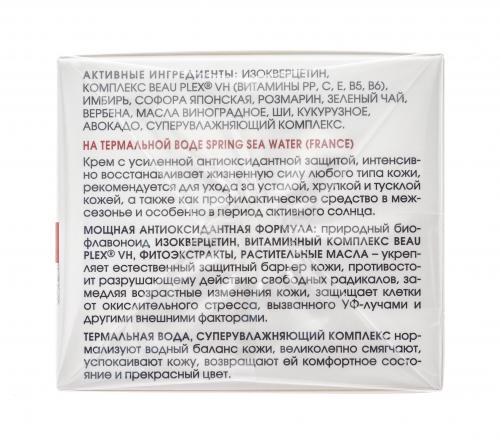 АКТИВНЫЕ ИНГРЕДИЕНТЫ: ИЗОКВЕРЦЕТИН,
КОМПЛЕКС BEAU PLEX® VH (ВИТАМИНЫ PP, C, E, B5, B6),
ИМБИРЬ, СОФОРА ЯПОНСКАЯ, РОЗМАРИН, ЗЕЛЕНЫЙ ЧАЙ,
ВЕРБЕНА, МАСЛА ВИНОГРАДНОЕ, ШИ, КУКУРУЗНОЕ,
АВОКАДО, СУПЕРУВЛАЖНЯЮЩИЙ КОМПЛЕКС.
НА ТЕРМАЛЬНОЙ ВОДЕ SPRING SEA WATER (FRANCE)
Крем с усиленной антиоксидантной защитой, интенсив-
но восстанавливает жизненную силу любого типа кожи,
рекомендуется для ухода за усталой, хрупкой и тусклой
кожей, а также как профилактическое средство в меж-
сезонье и особенно в период активного солнца.
МОЩНАЯ АНТИОКСИДАНТНАЯ ФОРМУЛА: природный био-
флавоноид ИЗОКВЕРЦЕТИН, ВИТАМИННЫЙ КОМПЛЕКС BEAU
PLEX® VH, ФИТОЭКСТРАКТЫ, РАСТИТЕЛЬНЫЕ МАСЛА – укрепля-
ет естественный защитный барьер кожи, противосто-
ит разрушающему действию свободных радикалов, за-
медляя возрастные изменения кожи, защищает клетки
от окислительного стресса, вызванного УФ-лучами и
другими внешними факторами.
ТЕРМАЛЬНАЯ ВОДА, СУПЕРУВЛАЖНЯЮЩИЙ КОМПЛЕКС нор-
мализуют водный баланс кожи, великолепно смягчают,
успокаивают кожу, возвращают ей комфортное состо-
яние и прекрасный цвет.